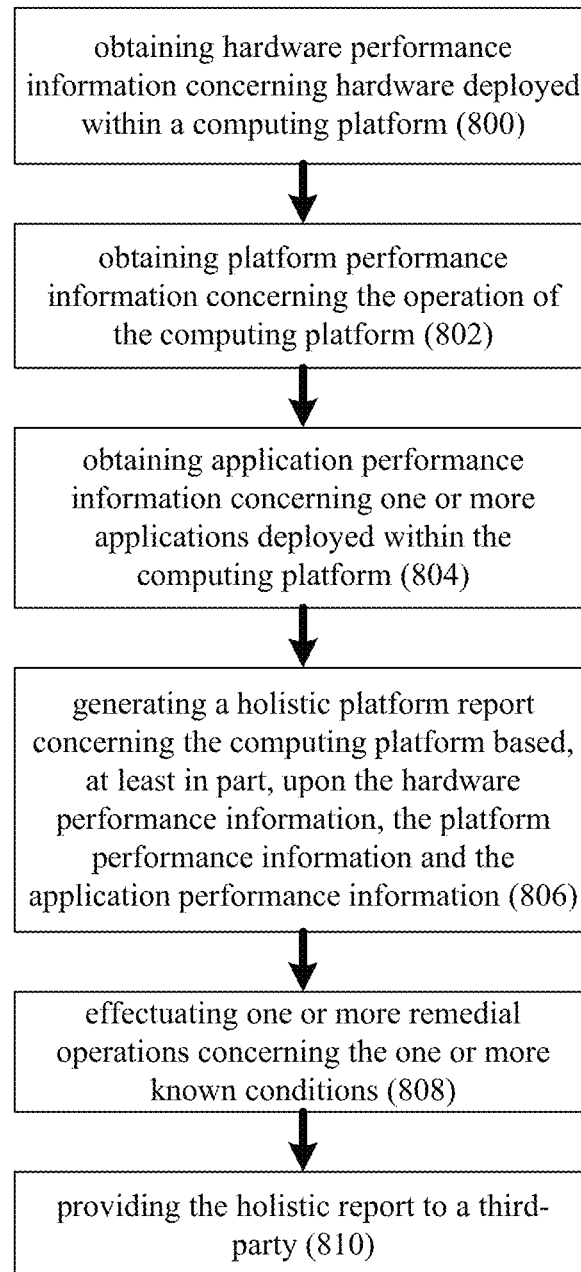 obtaining hardware performance
information concerning hardware deployed
within a computing platform (800)
obtaining platform performance
information concerning the operation of
the computing platform (802)
obtaining application performance
information concerning one or more
applications deployed within the
computing platform (804)
generating a holistic platform report
concerning the computing platform based,
at least in part, upon the hardware
performance information, the platform
performance information and the
application performance information (806)
effectuating one or more remedial
operations concerning the one or more
known conditions (808)
providing the holistic report to a third-
party (810)